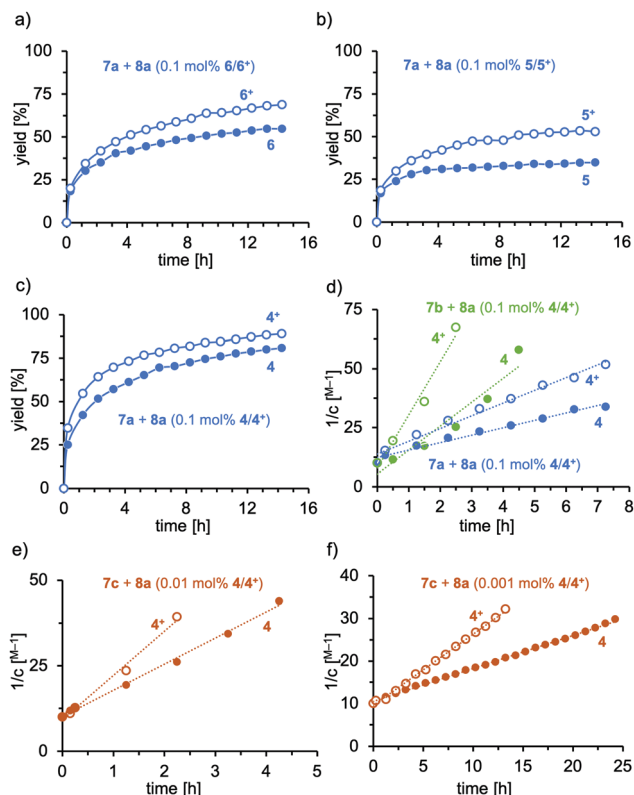 a)
100
75
50
25
0
yield [%]
7a + 8a (0.1 mol% 6/6⁺)
6⁺
6
0 4 8 12 16
time [h]
b)
100
75
50
25
0
yield [%]
7a + 8a (0.1 mol% 5/5⁺)
5⁺
5
0 4 8 12 16
time [h]
c)
100
75
50
25
0
yield [%]
4⁺
4
7a + 8a (0.1 mol% 4/4⁺)
0 4 8 12 16
time [h]
d)
75
50
25
0
1/c [M–1]
7b + 8a (0.1 mol% 4/4⁺)
4⁺
4
4⁺
4
7a + 8a (0.1 mol% 4/4⁺)
0 1 2 3 4 5 6 7 8
time [h]
e)
50
25
0
1/c [M–1]
7c + 8a (0.01 mol% 4/4⁺)
4⁺
4
0 1 2 3 4 5
time [h]
f)
40
30
20
10
0
1/c [M–1]
7c + 8a (0.001 mol% 4/4⁺)
4⁺
4
0 5 10 15 20 25
time [h]